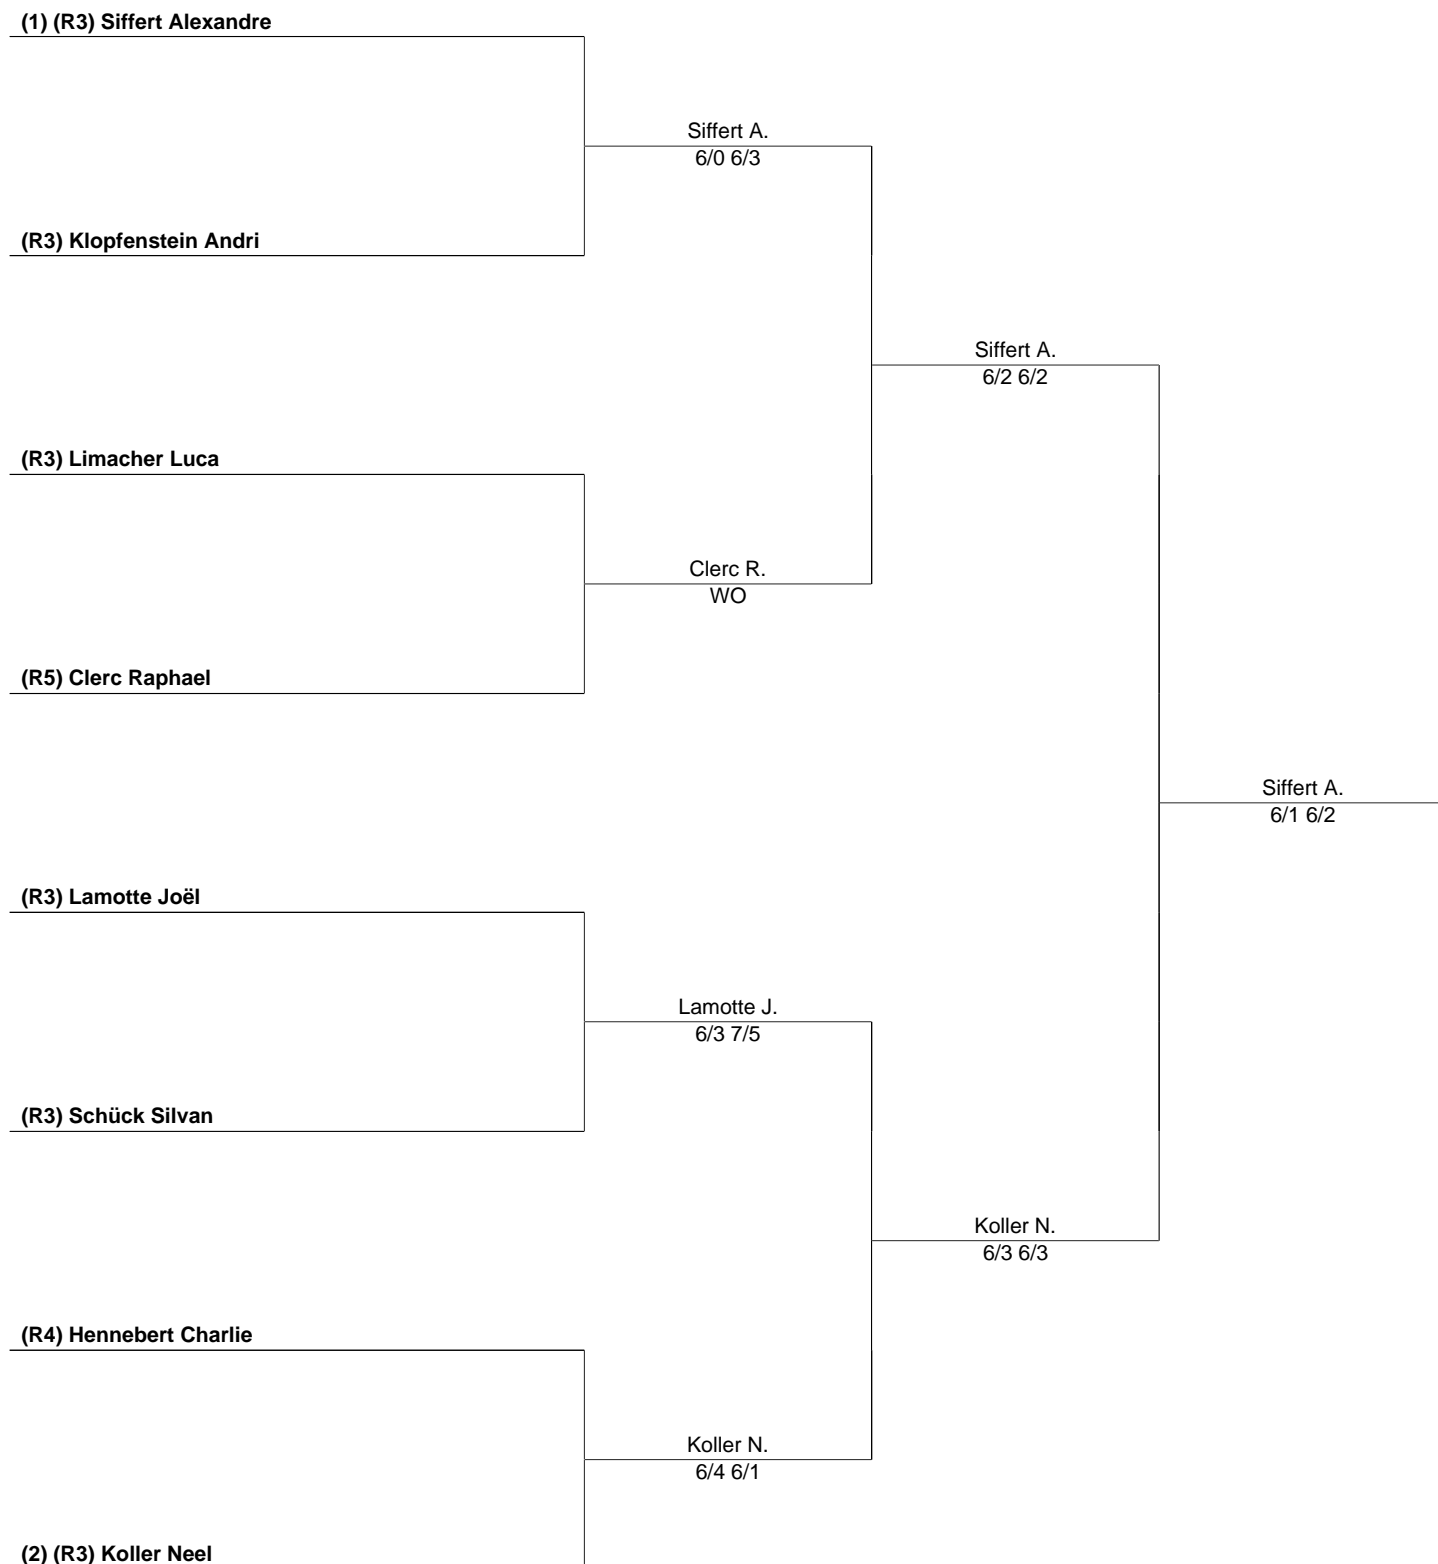 (1) (R3) Siffert Alexandre
Siffert A.
6/0 6/3
(R3) Klopfenstein Andri
Siffert A.
6/2 6/2
(R3) Limacher Luca
Clerc R.
WO
(R5) Clerc Raphael
Siffert A.
6/1 6/2
(R3) Lamotte Joël
Lamotte J.
6/3 7/5
(R3) Schück Silvan
Koller N.
6/3 6/3
(R4) Hennebert Charlie
Koller N.
6/4 6/1
(2) (R3) Koller Neel